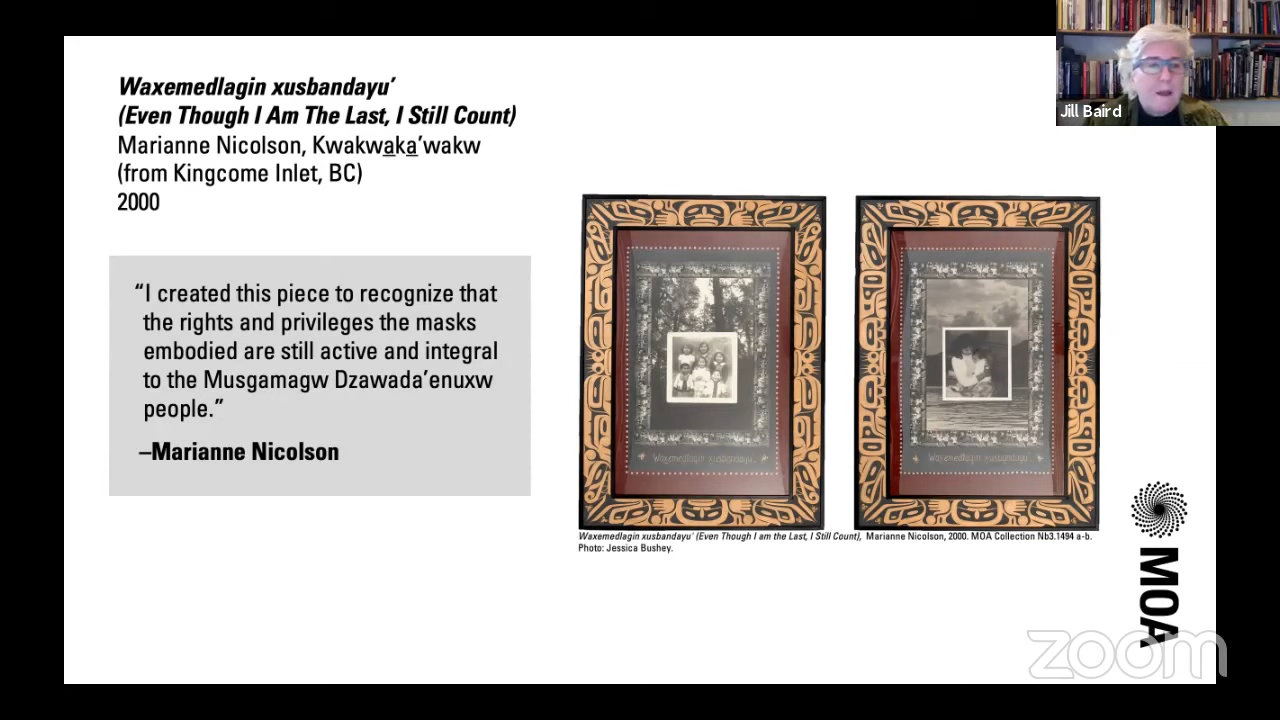 Waxemedlagin xusbandayu’
(Even Though I Am The Last, I Still Count)
Marianne Nicolson, Kwakwa̲ka̲’wakw
(from Kingcome Inlet, BC)
2000
“I created this piece to recognize that
the rights and privileges the masks
embodied are still active and integral
to the Musgamagw Dzawada’enuxw
people.”
–Marianne Nicolson
Jill Baird
Waxemedlagin xusbandayu...
Waxemedlagin xusbandayu
Waxemedlagin xusbandayu' (Even Though I am the Last, I Still Count), Marianne Nicolson, 2000. MOA Collection Nb3.1494 a-b.
Photo: Jessica Bushey.
MOA
zoom